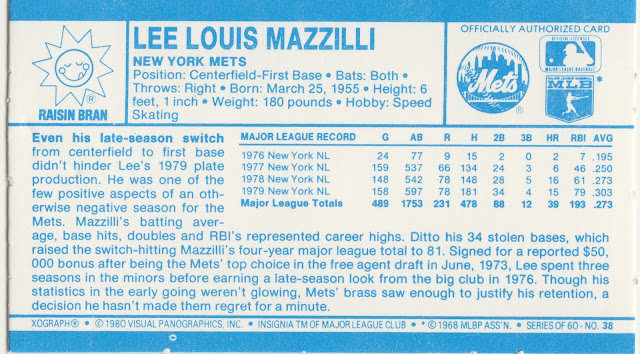 LEE LOUIS MAZZILLI
NEW YORK METS
Position: Centerfield-First Base • Bats: Both •
Throws: Right • Born: March 25, 1955 • Height: 6
feet, 1 inch • Weight: 180 pounds • Hobby: Speed
Skating
RAISIN BRAN ®
OFFICIALLY AUTHORIZED CARD
Mets ®
MAJOR LEAGUE BASEBALL
MLB *
Even his late-season switch
from centerfield to first base
didn't hinder Lee's 1979 plate
production. He was one of the
few positive aspects of an oth-
erwise negative season for the
Mets. Mazzilli's batting aver-
age, base hits, doubles and RBI's represented career highs. Ditto his 34 stolen bases, which
raised the switch-hitting Mazzilli's four-year major league total to 81. Signed for a reported $50,
000 bonus after being the Mets' top choice in the free agent draft in June, 1973, Lee spent three
seasons in the minors before earning a late-season look from the big club in 1976. Though his
statistics in the early going weren't glowing, Mets' brass saw enough to justify his retention, a
decision he hasn't made them regret for a minute.
MAJOR LEAGUE RECORD G AB R H 2B 3B HR RBI AVG
1976 New York NL 24 77 9 15 2 0 2 7 .195
1977 New York NL 159 537 66 134 24 3 6 46 .250
1978 New York NL 148 542 78 148 28 5 16 61 .273
1979 New York NL 158 597 78 181 34 4 15 79 .303
Major League Totals 489 1753 231 478 88 12 39 193 .273
XOGRAPH® • ©1980 VISUAL PANOGRAPHICS, INC. • INSIGNIA TM OF MAJOR LEAGUE CLUB • * ©1968 MLBP ASS'N. • SERIES OF 60 - NO. 38